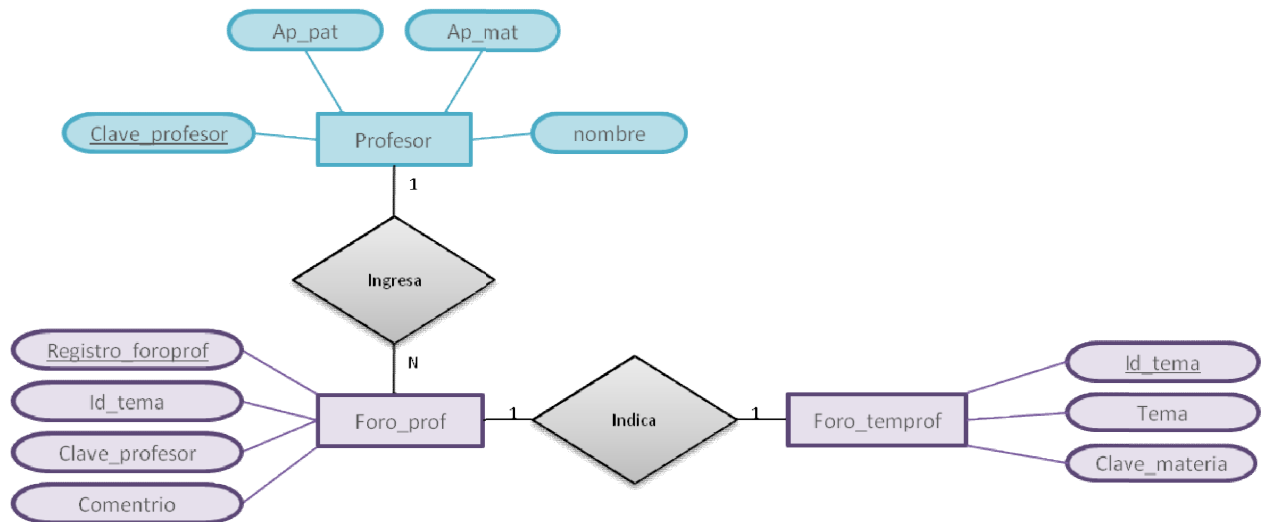 Ap_pat
Ap_mat
Clave_profesor
Profesor
nombre
1
Ingresa
N
Registro_foroprof
Id_tema
Clave_profesor
Comentrio
Foro_prof
1
Indica
1
Foro_temprof
Id_tema
Tema
Clave_materia